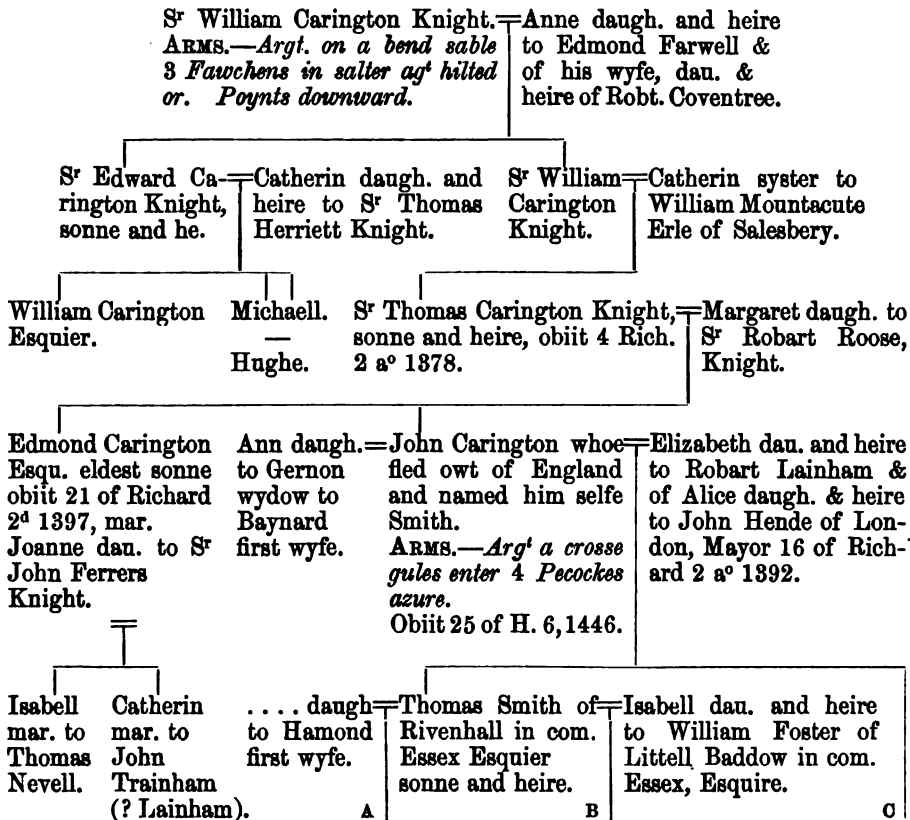 Sr William Carington Knight.
ARMS.—Argt. on a bend sable
3 Fawchens in salter agt hilted
or. Poynts downward.
Anne daugh. and heire
to Edmond Farwell &
of his wyfe, dau. &
heire of Robt. Coventree.
Sr Edward Ca-
rington Knight,
sonne and he.
Catherin daugh. and
heire to Sr Thomas
Herriett Knight.
Sr William
Carington
Knight.
Catherin syster to
William Mountacute
Erle of Salesbery.
William Carington
Esquier.
Michaell.
—
Hughe.
Sr Thomas Carington Knight,
sonne and heire, obiit 4 Rich.
2 ao 1378.
Margaret daugh. to
Sr Robart Roose,
Knight.
Edmond Carington
Esqu. eldest sonne
obiit 21 of Richard
2d 1397, mar.
Joanne dau. to Sr
John Ferrers
Knight.
Ann daugh.
to Gernon
wydow to
Baynard
first wyfe.
John Carington whoe
fled owt of England
and named him selfe
Smith.
ARMS.—Argt a crosse
gules enter 4 Pecockes
azure.
Obiit 25 of H. 6, 1446.
Elizabeth dau. and heire
to Robart Lainham &
of Alice daugh. & heire
to John Hende of Lon-
don, Mayor 16 of Rich-
ard 2 ao 1392.
Isabell
mar. to
Thomas
Nevell.
Catherin
mar. to
John
Trainham
(? Lainham).
.... daugh
to Hamond
first wyfe.
A
Thomas Smith of
Rivenhall in com.
Essex Esquier
sonne and heire.
B
Isabell dau. and heire
to William Foster of
Littell Baddow in com.
Essex, Esquire.
C